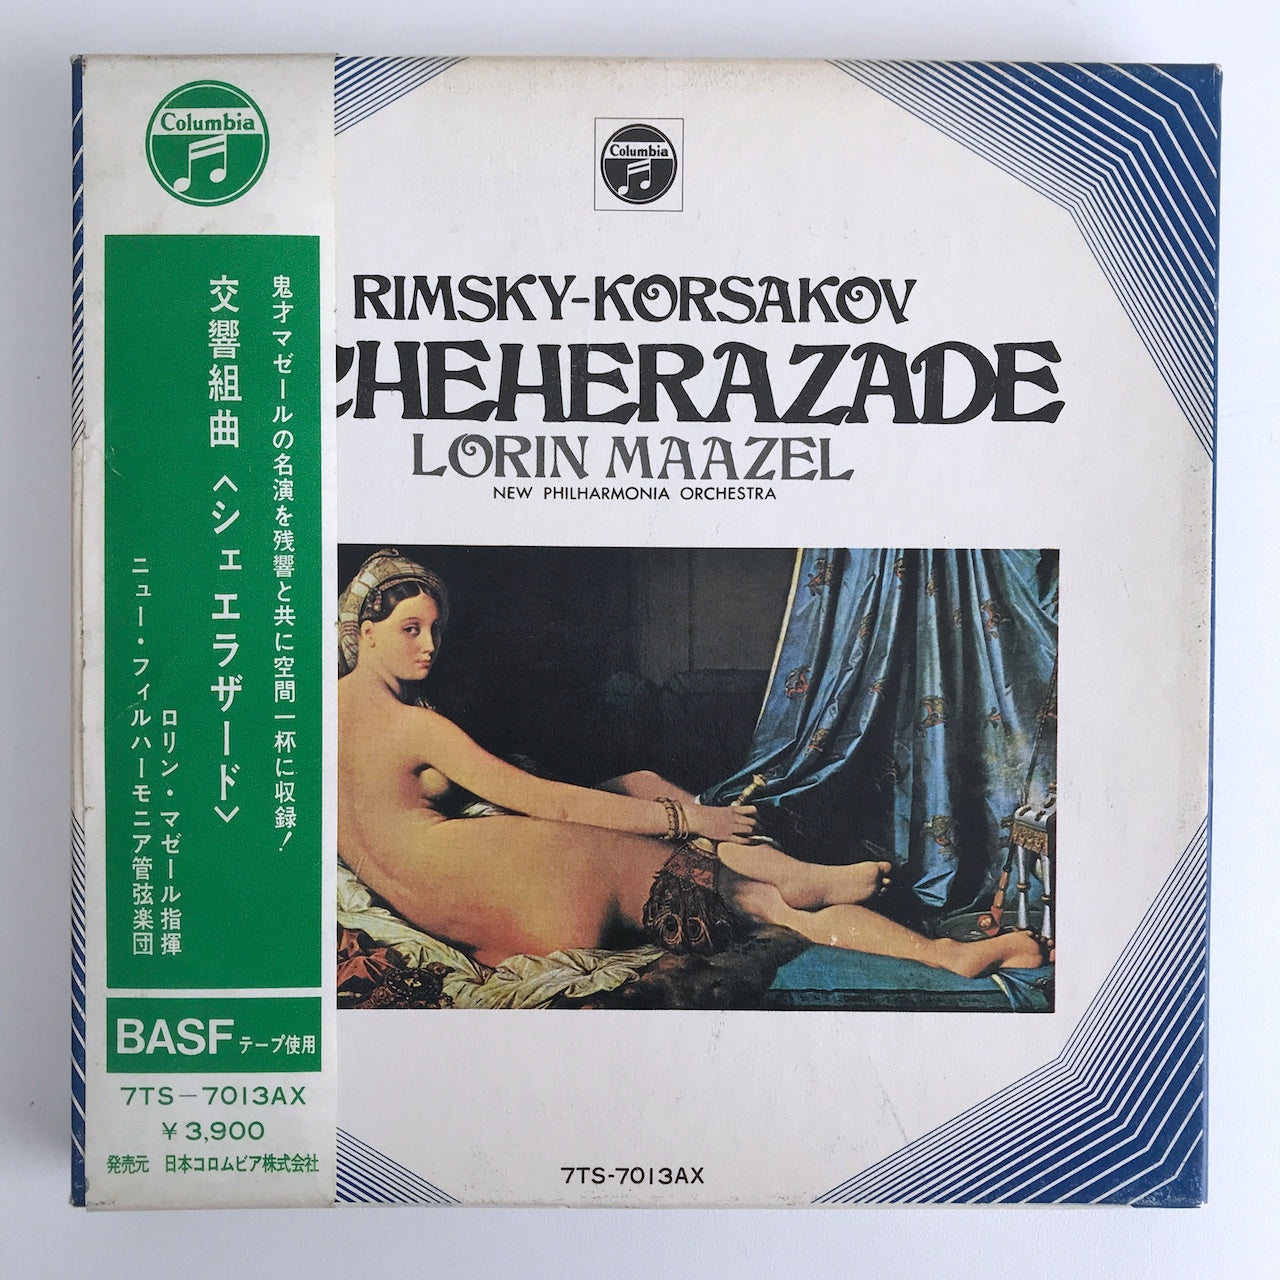 Columbia
鬼才マゼールの名演を残響と共に空間一杯に収録!
交響組曲〈シェエラザード〉
ロリン・マゼール指揮
ニュー・フィルハーモニア管弦楽団
BASF テープ使用
7TS-7013AX
¥3,900
発売元 日本コロムビア株式会社
Columbia
RIMSKY-KORSAKOV
CHEHERAZADE
LORIN MAAZEL
NEW PHILHARMONIA ORCHESTRA
7TS-7013AX